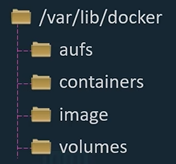 /var/lib/docker
aufs
containers
image
volumes